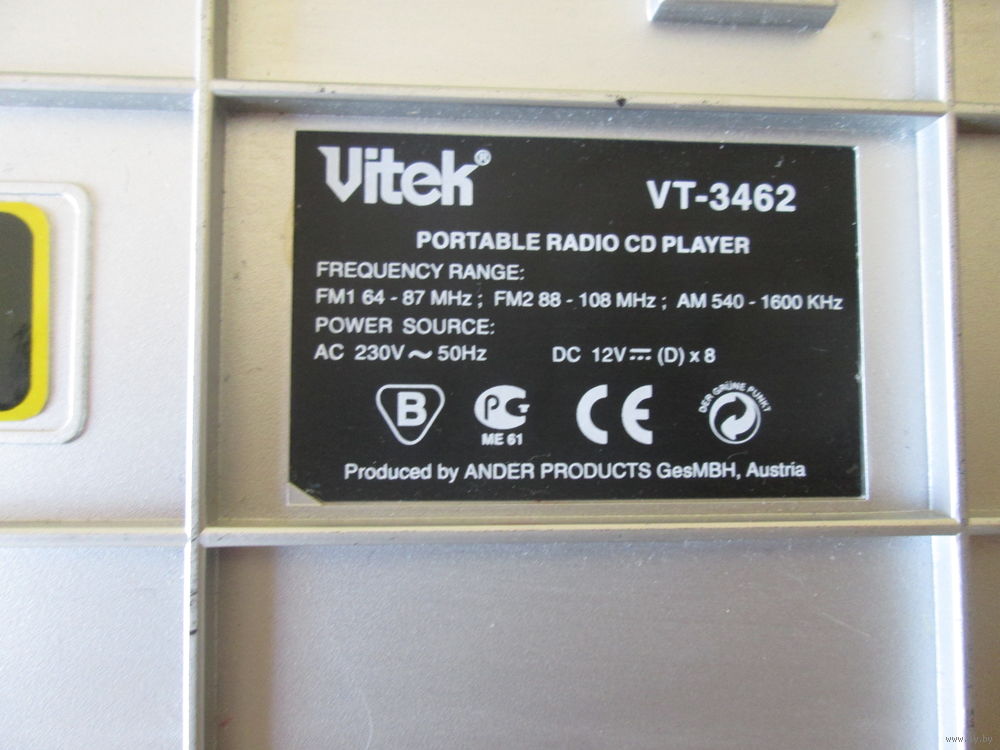 Vitek®
VT-3462
PORTABLE RADIO CD PLAYER
FREQUENCY RANGE:
FM1 64 - 87 MHz ; FM2 88 - 108 MHz ; AM 540 - 1600 KHz
POWER SOURCE:
AC 230V ~ 50Hz DC 12V ⎓ (D) x 8
B
РСТ
ME 61
CE
DER GRÜNE PUNKT
Produced by ANDER PRODUCTS GesMBH, Austria